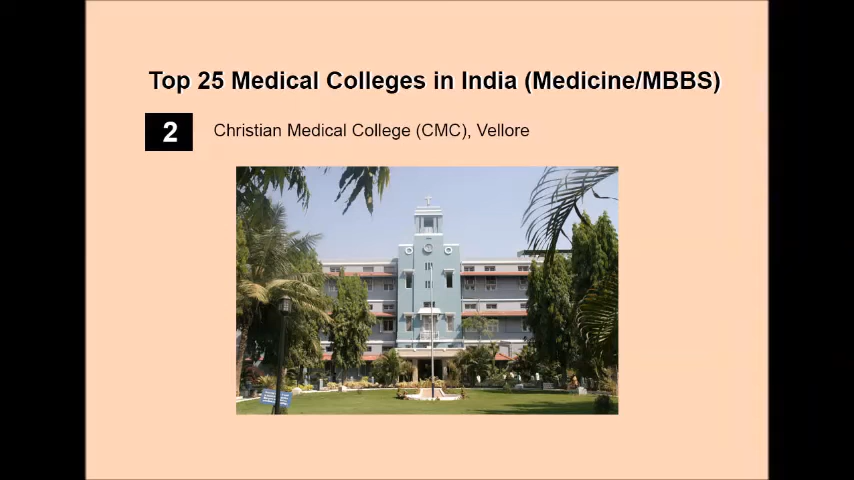 Top 25 Medical Colleges in India (Medicine/MBBS)
2
Christian Medical College (CMC), Vellore